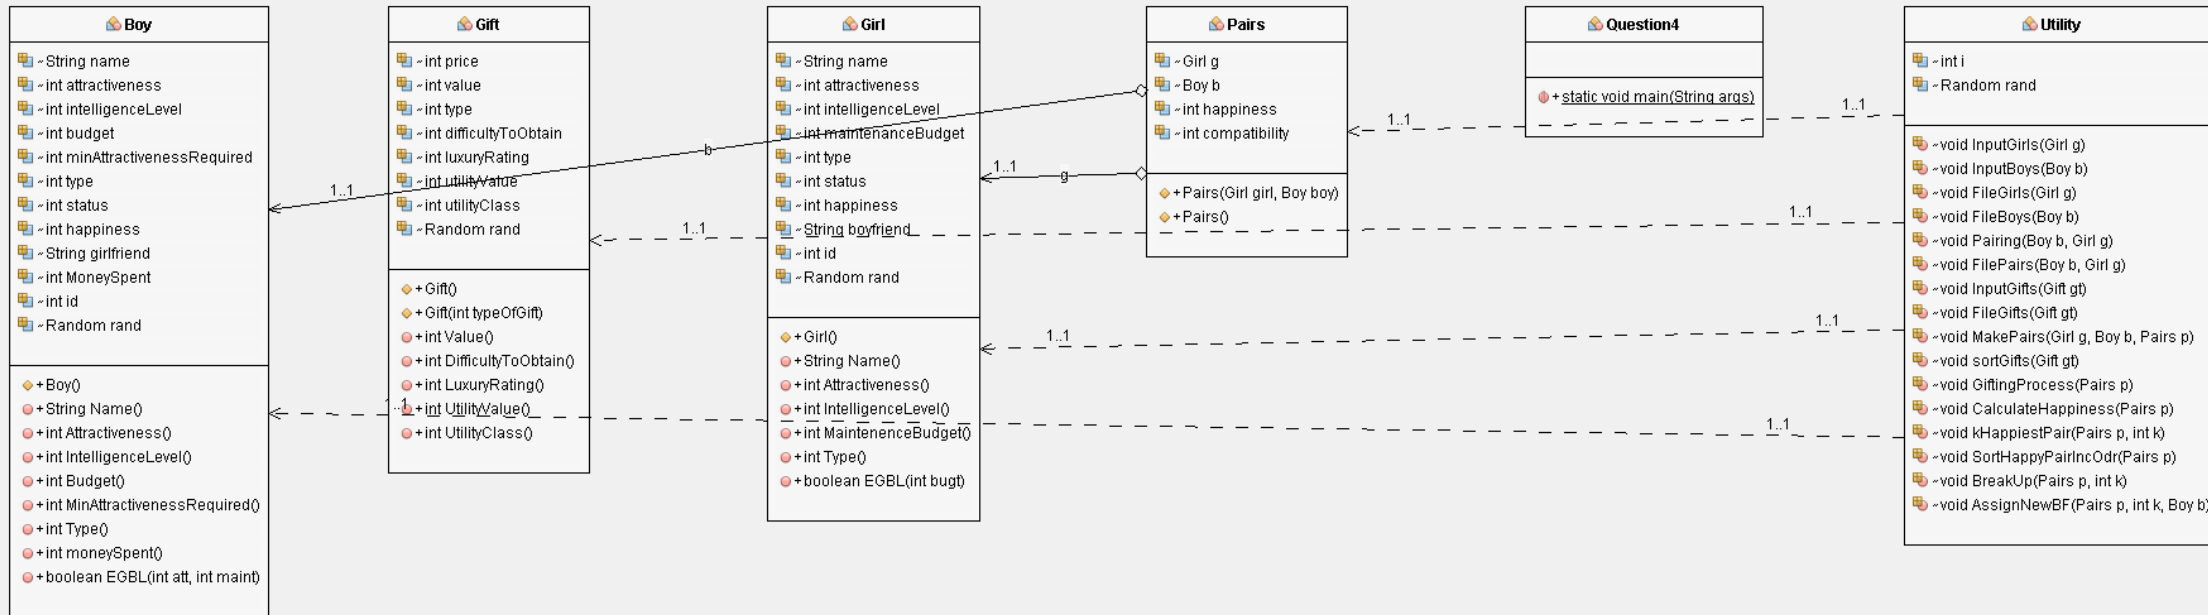 Boy
~String name
~int attractiveness
~int intelligenceLevel
~int budget
~int minAttractivenessRequired
~int type
~int status
~int happiness
~String girlfriend
~int MoneySpent
~int id
~Random rand
+Boy()
+String Name()
+int Attractiveness()
+int IntelligenceLevel()
+int Budget()
+int MinAttractivenessRequired()
+int Type()
+int moneySpent()
+boolean EGBL(int att, int maint)
Gift
~int price
~int value
~int type
~int difficultyToObtain
~int luxuryRating
~int utilityValue
~int utilityClass
~Random rand
+Gift()
+Gift(int typeOfGift)
+int Value()
+int DifficultyToObtain()
+int LuxuryRating()
+int UtilityValue()
+int UtilityClass()
Girl
~String name
~int attractiveness
~int intelligenceLevel
~int maintenanceBudget
~int type
~int status
~int happiness
~String boyfriend
~int id
~Random rand
+Girl()
+String Name()
+int Attractiveness()
+int IntelligenceLevel()
+int MaintenenceBudget()
+int Type()
+boolean EGBL(int bugt)
Pairs
~Girl g
~Boy b
~int happiness
~int compatibility
+Pairs(Girl girl, Boy boy)
+Pairs()
Question4
+static void main(String args)
Utility
~int i
~Random rand
~void InputGirls(Girl g)
~void InputBoys(Boy b)
~void FileGirls(Girl g)
~void FileBoys(Boy b)
~void Pairing(Boy b, Girl g)
~void FilePairs(Boy b, Girl g)
~void InputGifts(Gift gt)
~void FileGifts(Gift gt)
~void MakePairs(Girl g, Boy b, Pairs p)
~void sortGifts(Gift gt)
~void GiftingProcess(Pairs p)
~void CalculateHappiness(Pairs p)
~void kHappiestPair(Pairs p, int k)
~void SortHappyPairIncOdr(Pairs p)
~void BreakUp(Pairs p, int k)
~void AssignNewBF(Pairs p, int k, Boy b)
1..1
b
1..1
g
1..1
1..1
1..1
1..1
1..1
1..1
1..1
1..1